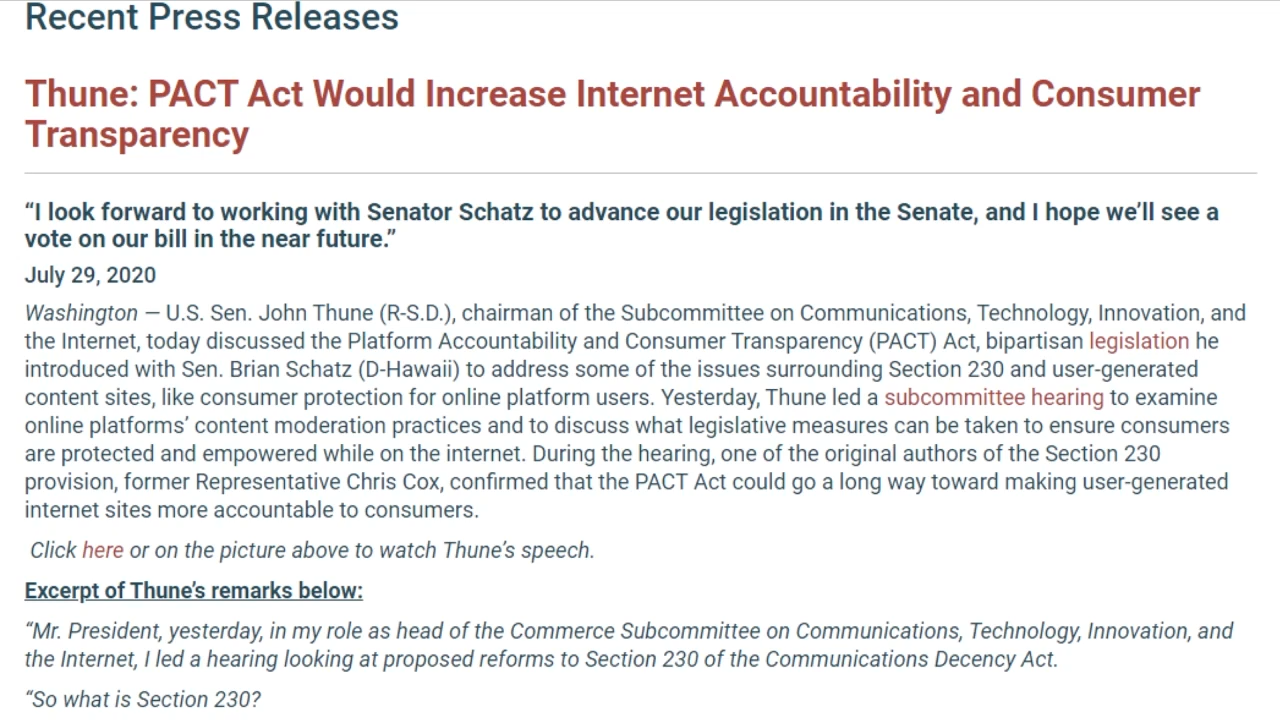 Recent Press Releases
Thune: PACT Act Would Increase Internet Accountability and Consumer
Transparency
“I look forward to working with Senator Schatz to advance our legislation in the Senate, and I hope we’ll see a
vote on our bill in the near future.”
July 29, 2020
Washington — U.S. Sen. John Thune (R-S.D.), chairman of the Subcommittee on Communications, Technology, Innovation, and
the Internet, today discussed the Platform Accountability and Consumer Transparency (PACT) Act, bipartisan legislation he
introduced with Sen. Brian Schatz (D-Hawaii) to address some of the issues surrounding Section 230 and user-generated
content sites, like consumer protection for online platform users. Yesterday, Thune led a subcommittee hearing to examine
online platforms’ content moderation practices and to discuss what legislative measures can be taken to ensure consumers
are protected and empowered while on the internet. During the hearing, one of the original authors of the Section 230
provision, former Representative Chris Cox, confirmed that the PACT Act could go a long way toward making user-generated
internet sites more accountable to consumers.
Click here or on the picture above to watch Thune’s speech.
Excerpt of Thune’s remarks below:
“Mr. President, yesterday, in my role as head of the Commerce Subcommittee on Communications, Technology, Innovation, and
the Internet, I led a hearing looking at proposed reforms to Section 230 of the Communications Decency Act.
“So what is Section 230?